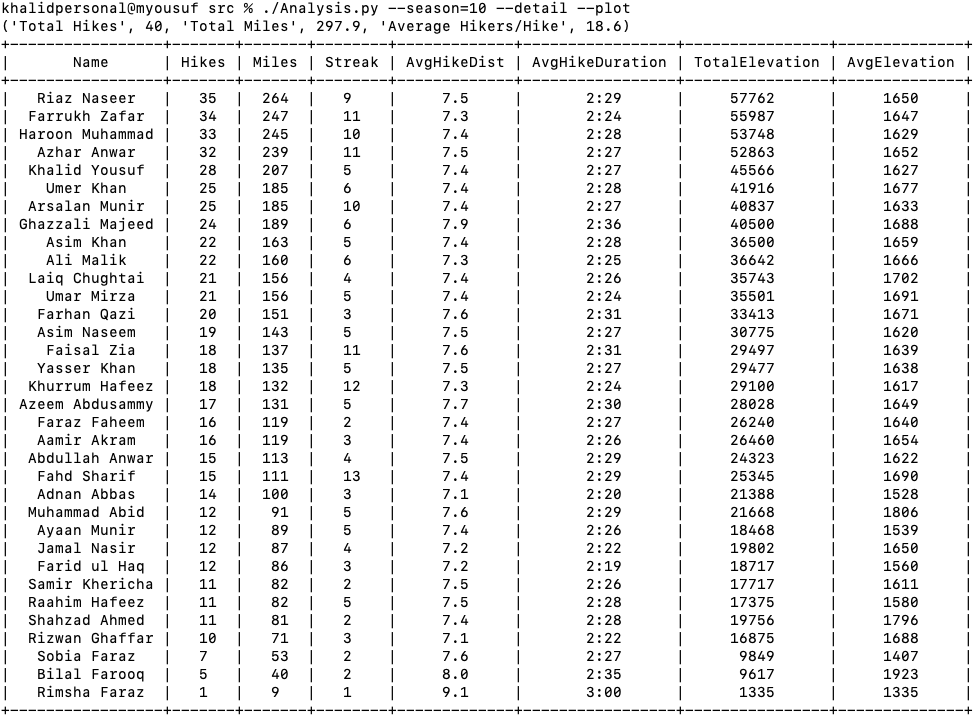 khalidpersonal@myousuf src % ./Analysis.py --season=10 --detail --plot
('Total Hikes', 40, 'Total Miles', 297.9, 'Average Hikers/Hike', 18.6)
+-----------------+-------+-------+--------+-------------+-----------------+----------------+--------------+
|       Name      | Hikes | Miles | Streak | AvgHikeDist | AvgHikeDuration | TotalElevation | AvgElevation |
+-----------------+-------+-------+--------+-------------+-----------------+----------------+--------------+
|   Riaz Naseer   |   35  |  264  |   9    |     7.5     |       2:29      |     57762      |     1650     |
|  Farrukh Zafar  |   34  |  247  |   11   |     7.3     |       2:24      |     55987      |     1647     |
| Haroon Muhammad |   33  |  245  |   10   |     7.4     |       2:28      |     53748      |     1629     |
|   Azhar Anwar   |   32  |  239  |   11   |     7.5     |       2:27      |     52863      |     1652     |
|  Khalid Yousuf  |   28  |  207  |   5    |     7.4     |       2:27      |     45566      |     1627     |
|    Umer Khan    |   25  |  185  |   6    |     7.4     |       2:28      |     41916      |     1677     |
|  Arsalan Munir  |   25  |  185  |   10   |     7.4     |       2:27      |     40837      |     1633     |
| Ghazzali Majeed |   24  |  189  |   6    |     7.9     |       2:36      |     40500      |     1688     |
|    Asim Khan    |   22  |  163  |   5    |     7.4     |       2:28      |     36500      |     1659     |
|    Ali Malik    |   22  |  160  |   6    |     7.3     |       2:25      |     36642      |     1666     |
|  Laiq Chughtai  |   21  |  156  |   4    |     7.4     |       2:26      |     35743      |     1702     |
|    Umar Mirza   |   21  |  156  |   5    |     7.4     |       2:24      |     35501      |     1691     |
|   Farhan Qazi   |   20  |  151  |   3    |     7.6     |       2:31      |     33413      |     1671     |
|   Asim Naseem   |   19  |  143  |   5    |     7.5     |       2:27      |     30775      |     1620     |
|    Faisal Zia   |   18  |  137  |   11   |     7.6     |       2:31      |     29497      |     1639     |
|   Yasser Khan   |   18  |  135  |   5    |     7.5     |       2:27      |     29477      |     1638     |
|  Khurrum Hafeez |   18  |  132  |   12   |     7.3     |       2:24      |     29100      |     1617     |
| Azeem Abdusammy |   17  |  131  |   5    |     7.7     |       2:30      |     28028      |     1649     |
|   Faraz Faheem  |   16  |  119  |   2    |     7.4     |       2:27      |     26240      |     1640     |
|   Aamir Akram   |   16  |  119  |   3    |     7.4     |       2:26      |     26460      |     1654     |
|  Abdullah Anwar |   15  |  113  |   4    |     7.5     |       2:29      |     24323      |     1622     |
|   Fahd Sharif   |   15  |  111  |   13   |     7.4     |       2:29      |     25345      |     1690     |
|   Adnan Abbas   |   14  |  100  |   3    |     7.1     |       2:20      |     21388      |     1528     |
|  Muhammad Abid  |   12  |   91  |   5    |     7.6     |       2:29      |     21668      |     1806     |
|   Ayaan Munir   |   12  |   89  |   5    |     7.4     |       2:26      |     18468      |     1539     |
|   Jamal Nasir   |   12  |   87  |   4    |     7.2     |       2:22      |     19802      |     1650     |
|   Farid ul Haq  |   12  |   86  |   3    |     7.2     |       2:19      |     18717      |     1560     |
|  Samir Khericha |   11  |   82  |   2    |     7.5     |       2:26      |     17717      |     1611     |
|  Raahim Hafeez  |   11  |   82  |   5    |     7.5     |       2:28      |     17375      |     1580     |
|  Shahzad Ahmed  |   11  |   81  |   2    |     7.4     |       2:28      |     19756      |     1796     |
|  Rizwan Ghaffar |   10  |   71  |   3    |     7.1     |       2:22      |     16875      |     1688     |
|   Sobia Faraz   |   7   |   53  |   2    |     7.6     |       2:27      |      9849      |     1407     |
|   Bilal Farooq  |   5   |   40  |   2    |     8.0     |       2:35      |      9617      |     1923     |
|   Rimsha Faraz  |   1   |   9   |   1    |     9.1     |       3:00      |      1335      |     1335     |
+-----------------+-------+-------+--------+-------------+-----------------+----------------+--------------+